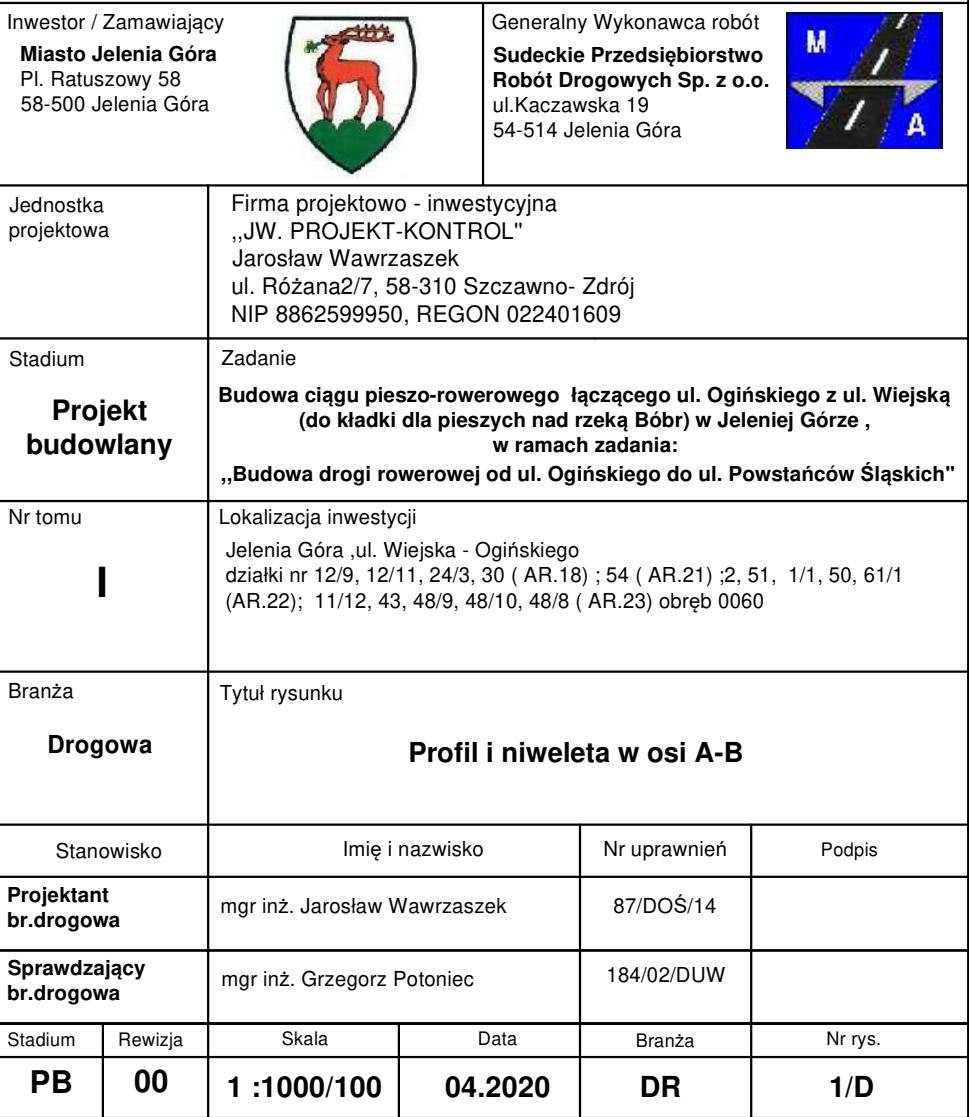 Inwestor / Zamawiający
Miasto Jelenia Góra
Pl. Ratuszowy 58
58-500 Jelenia Góra
Generalny Wykonawca robót
Sudeckie Przedsiębiorstwo
Robót Drogowych Sp. z o.o.
ul.Kaczawska 19
54-514 Jelenia Góra
M
A
Jednostka
projektowa
Firma projektowo - inwestycyjna
,,JW. PROJEKT-KONTROL"
Jarosław Wawrzaszek
ul. Różana2/7, 58-310 Szczawno- Zdrój
NIP 8862599950, REGON 022401609
Stadium
Projekt
budowlany
Zadanie
Budowa ciągu pieszo-rowerowego łączącego ul. Ogińskiego z ul. Wiejską
(do kładki dla pieszych nad rzeką Bóbr) w Jeleniej Górze ,
w ramach zadania:
,,Budowa drogi rowerowej od ul. Ogińskiego do ul. Powstańców Śląskich"
Nr tomu
I
Lokalizacja inwestycji
Jelenia Góra ,ul. Wiejska - Ogińskiego
działki nr 12/9, 12/11, 24/3, 30 ( AR.18) ; 54 ( AR.21) ;2, 51, 1/1, 50, 61/1
(AR.22); 11/12, 43, 48/9, 48/10, 48/8 ( AR.23) obręb 0060
Branża
Drogowa
Tytuł rysunku
Profil i niweleta w osi A-B
Stanowisko Imię i nazwisko Nr uprawnień Podpis
Projektant
br.drogowa
mgr inż. Jarosław Wawrzaszek 87/DOŚ/14
Sprawdzający
br.drogowa
mgr inż. Grzegorz Potoniec 184/02/DUW
Stadium Rewizja Skala Data Branża Nr rys.
PB 00 1 :1000/100 04.2020 DR 1/D